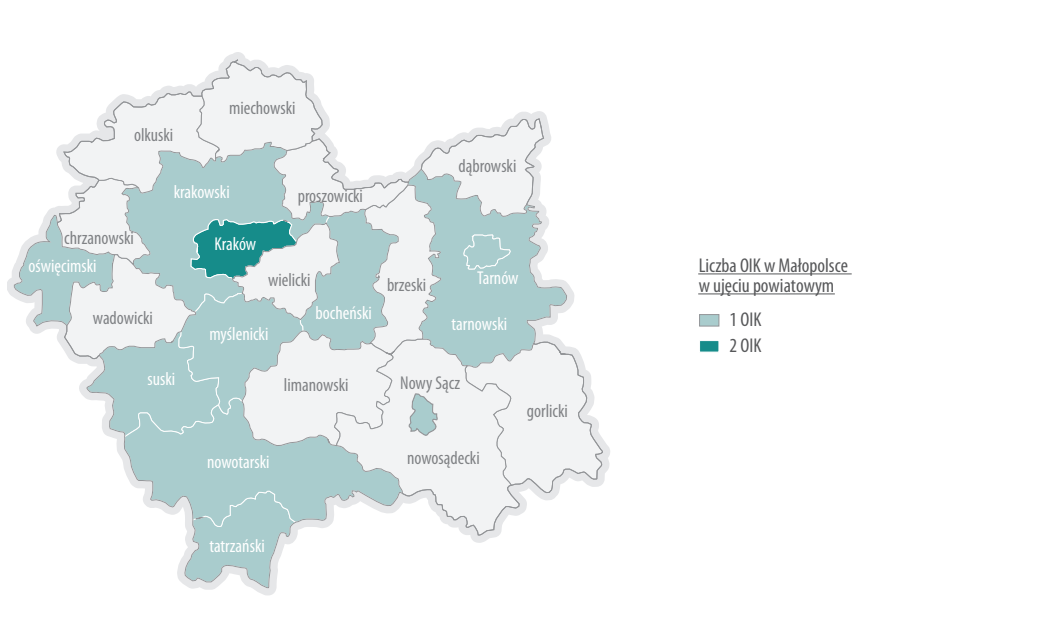 miechowski
olkuski
dąbrowski
krakowski
proszowicki
chrzanowski
Kraków
oświęcimski
wielicki
Tarnów
brzeski
wadowicki
bocheński
tarnowski
myślenicki
suski
limanowski
Nowy Sącz
gorlicki
nowosądecki
nowotarski
tatrzański
Liczba OIK w Małopolsce
w ujęciu powiatowym
1 OIK
2 OIK